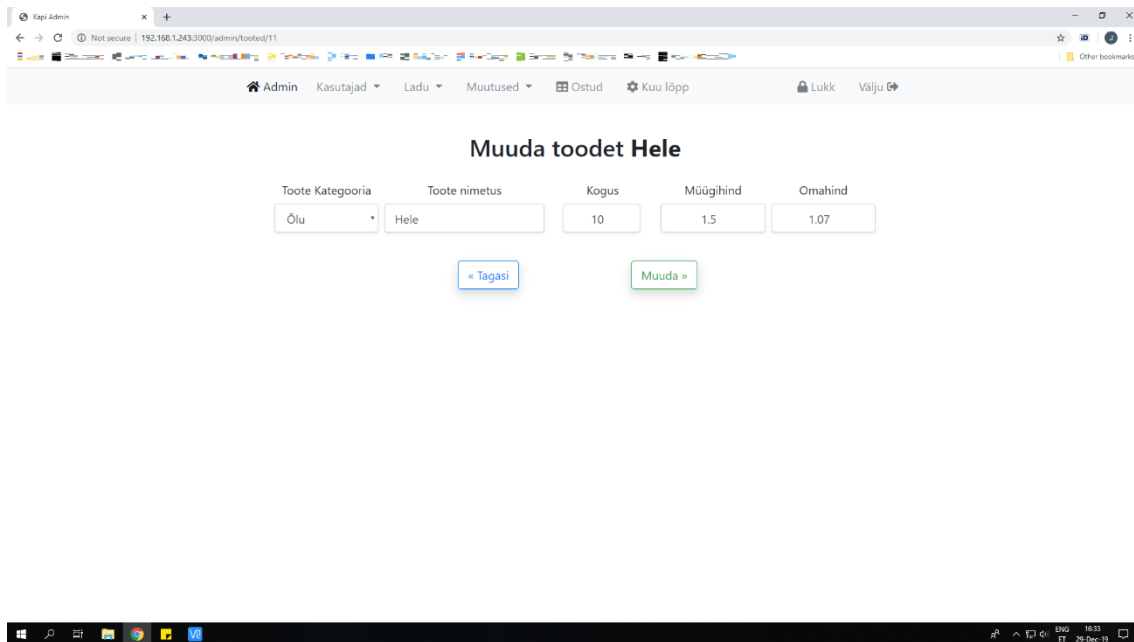 Kapi Admin
Not secure | 192.168.1.243:3000/admin/tooted/11
Other bookmarks
Admin Kasutajad Ladu Muutused Ostud Kuu lõpp Lukk Välju
Muuda toodet Hele
Toote Kategooria Toote nimetus Kogus Müügihind Omahind
Õlu Hele 10 1.5 1.07
« Tagasi Muuda »
ENG 16:33
ET 29-Dec-19